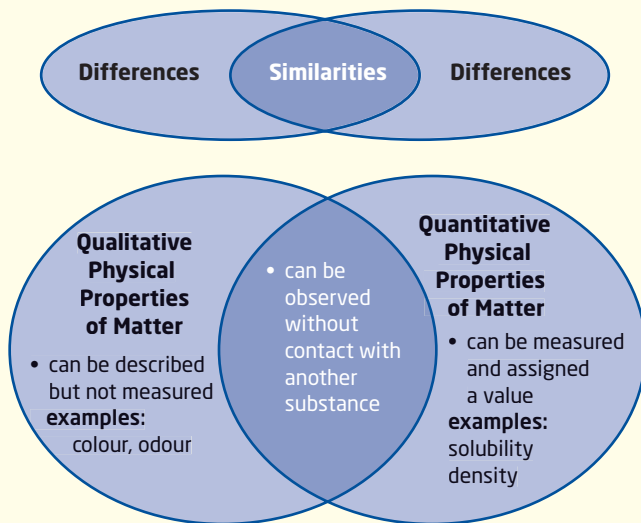 Differences
Similarities
Differences
Qualitative
Physical
Properties
of Matter
• can be described
but not measured
examples:
colour, odour
• can be
observed
without
contact with
another
substance
Quantitative
Physical
Properties
of Matter
• can be measured
and assigned
a value
examples:
solubility
density